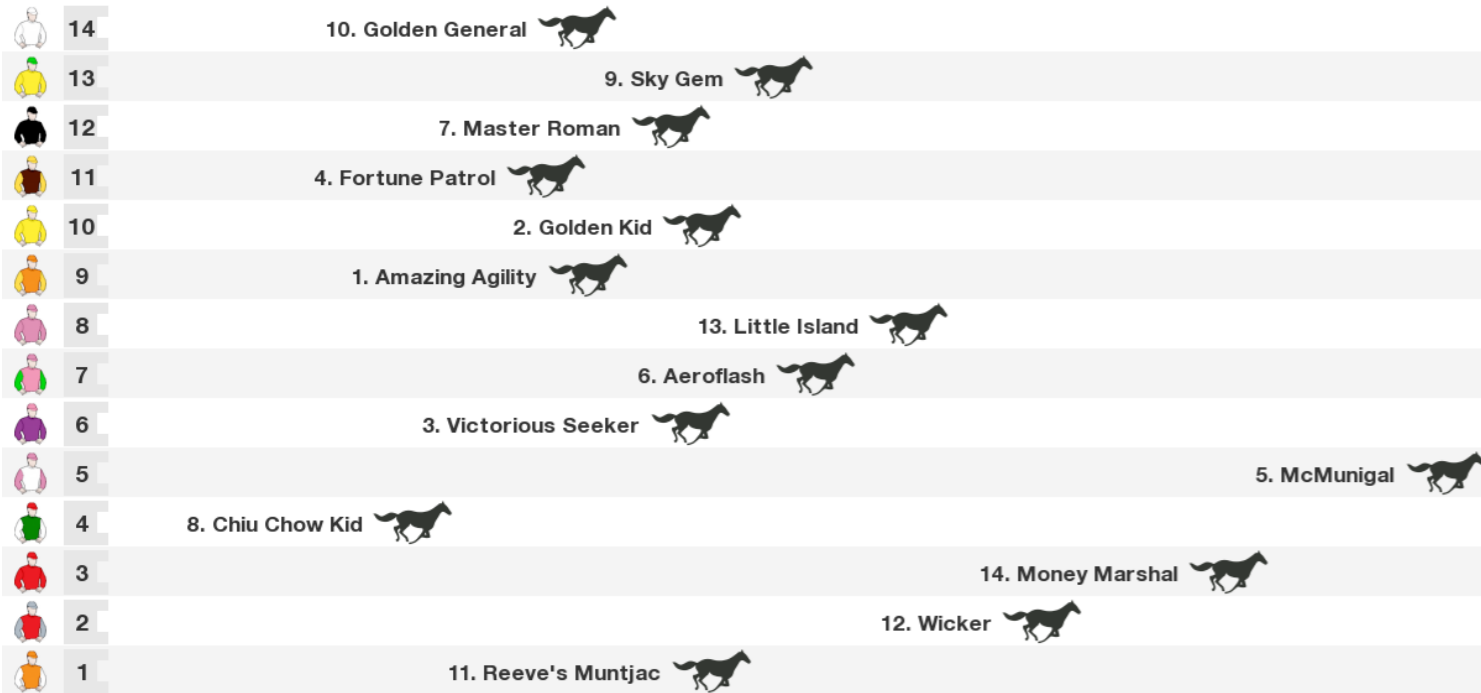 14 10. Golden General
13 9. Sky Gem
12 7. Master Roman
11 4. Fortune Patrol
10 2. Golden Kid
9 1. Amazing Agility
8 13. Little Island
7 6. Aeroflash
6 3. Victorious Seeker
5 5. McMunigal
4 8. Chiu Chow Kid
3 14. Money Marshal
2 12. Wicker
1 11. Reeve's Muntjac